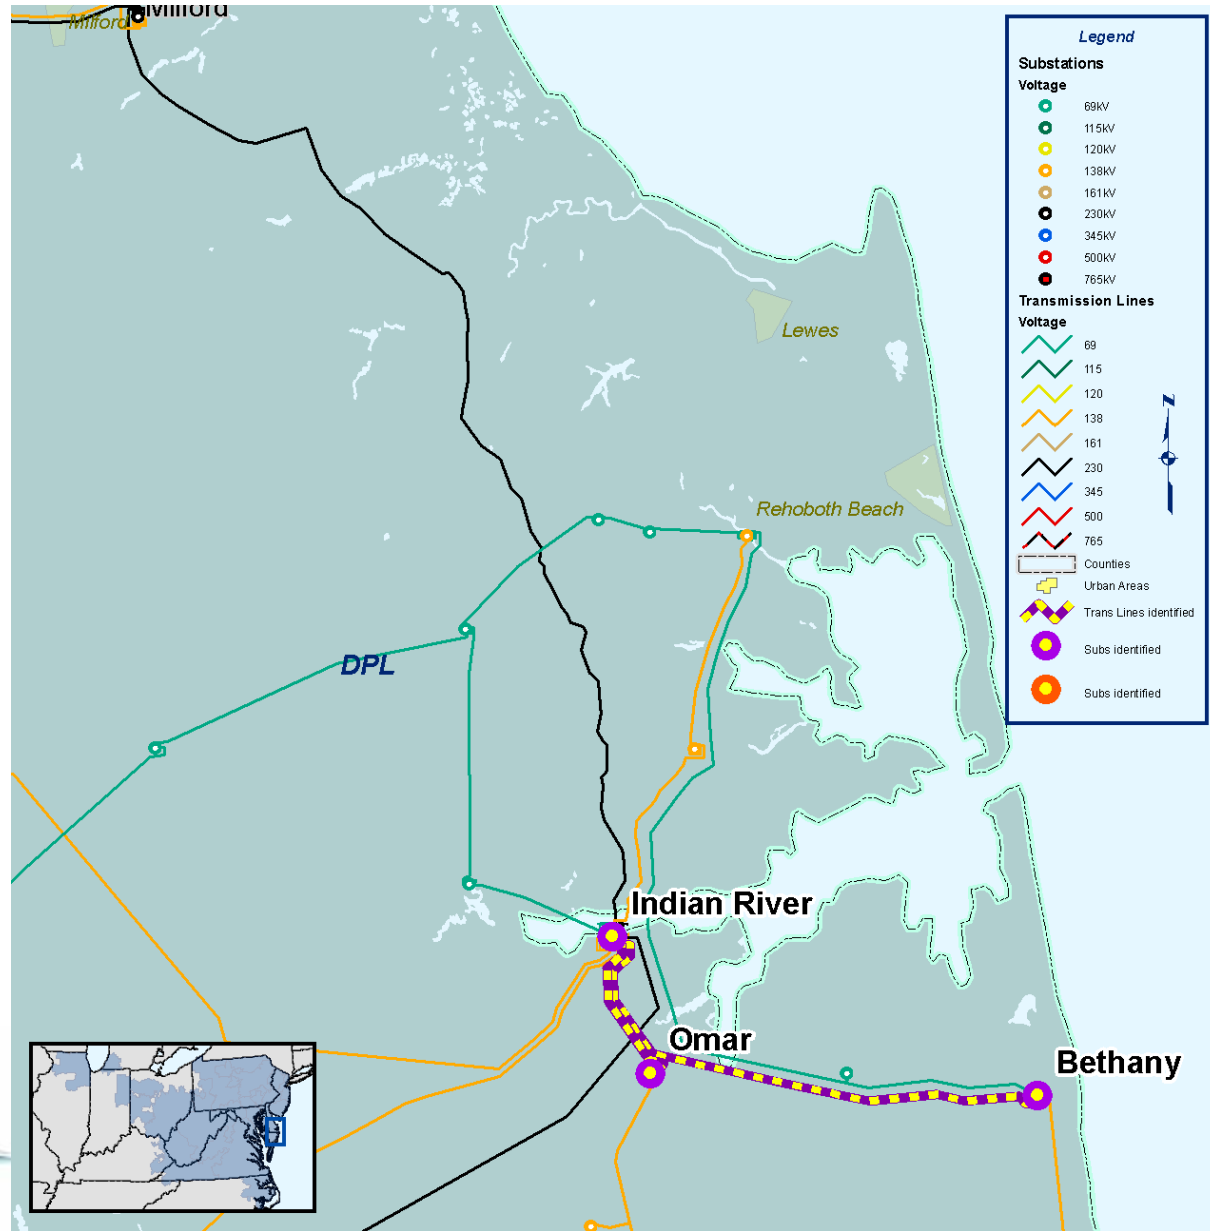 Milford
Milford
Legend
Substations
Voltage
69kV
115kV
120kV
138kV
161kV
230kV
345kV
500kV
765kV
Transmission Lines
Voltage
69
115
120
138
161
230
345
500
765
Counties
Urban Areas
Trans Lines identified
Subs identified
Subs identified
Z
Lewes
Rehoboth Beach
DPL
Indian River
Omar
Bethany